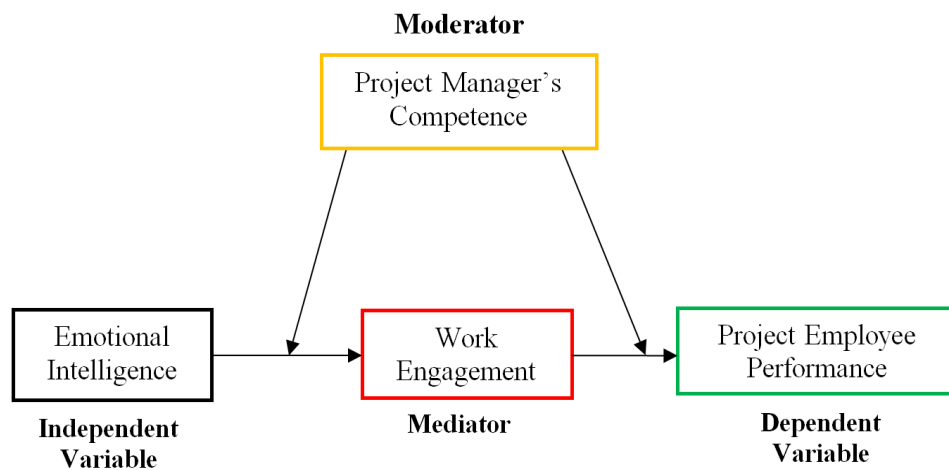 Moderator
Project Manager’s
Competence
Emotional
Intelligence
Independent
Variable
Work
Engagement
Mediator
Project Employee
Performance
Dependent
Variable